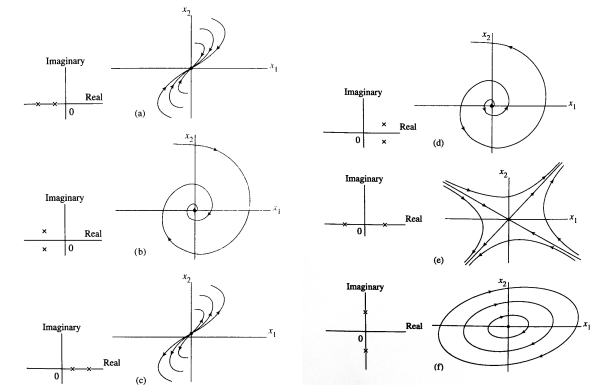 x₂
Imaginary
Real
0
x₁
(a)
x₂
Imaginary
Real
0
x₁
(b)
x₂
Imaginary
Real
0
x₁
(c)
x₂
Imaginary
Real
0
x₁
(d)
x₂
Imaginary
Real
0
x₁
(e)
x₂
Imaginary
Real
0
x₁
(f)